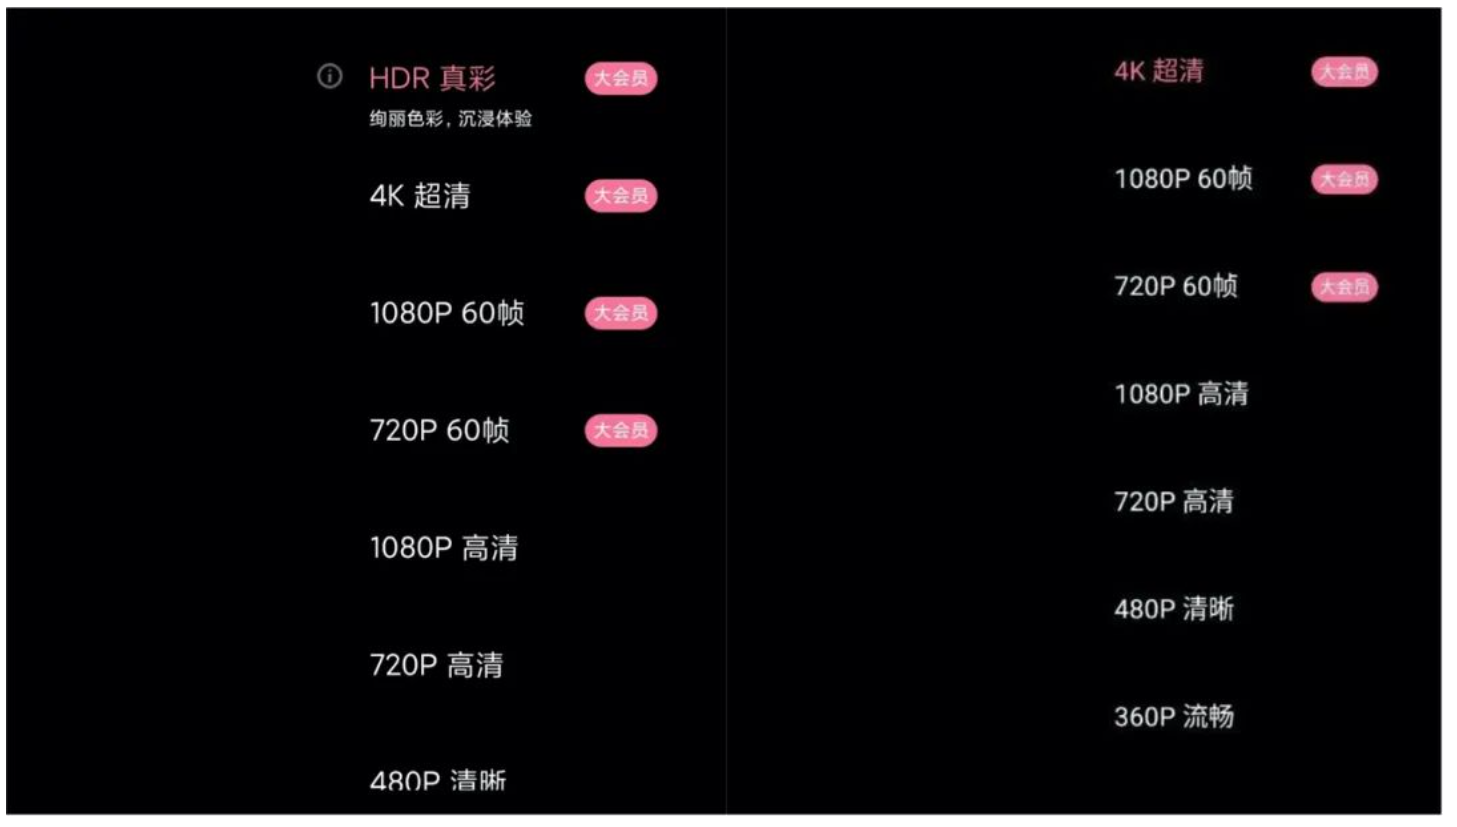 HDR 真彩 大会员
绚丽色彩，沉浸体验
4K 超清 大会员
1080P 60帧 大会员
720P 60帧 大会员
1080P 高清
720P 高清
480P 清晰
4K 超清 大会员
1080P 60帧 大会员
720P 60帧 大会员
1080P 高清
720P 高清
480P 清晰
360P 流畅